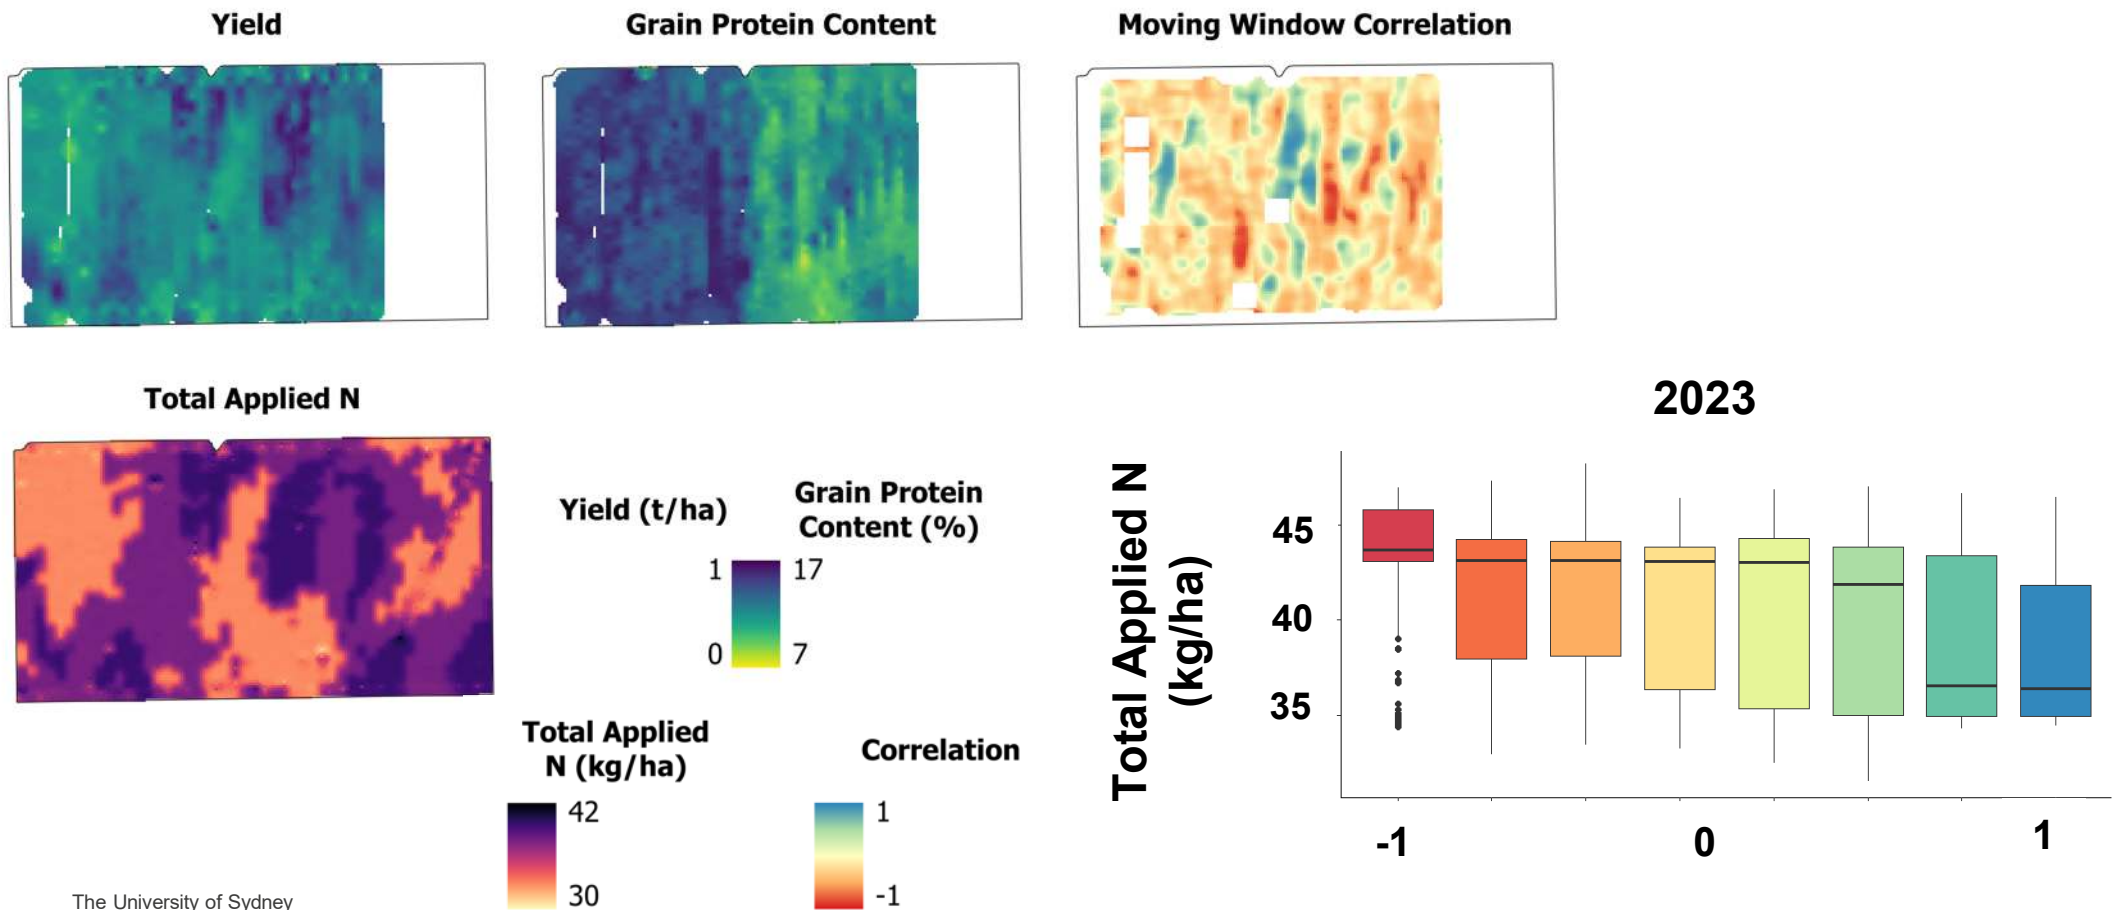 Yield
Grain Protein Content
Moving Window Correlation
Total Applied N
2023
Yield (t/ha)
Grain Protein
Content (%)
1
17
0
7
Total Applied
N (kg/ha)
42
30
Correlation
1
-1
Total Applied N
(kg/ha)
45
40
35
-1
0
1
The University of Sydney